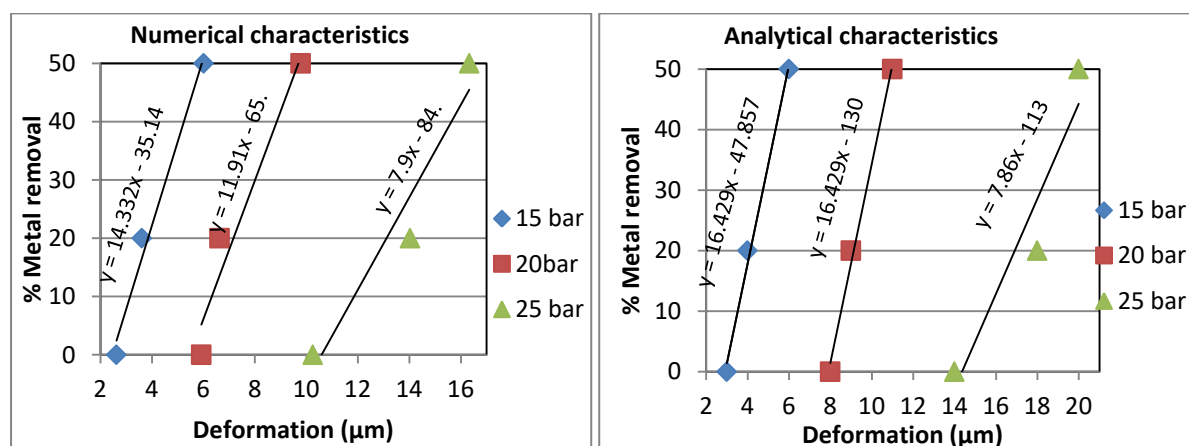 Numerical characteristics
% Metal removal
50
40
30
20
10
0
y = 14.332x - 35.14
y = 11.91x - 65.
y = 7.9x - 84.
15 bar
20bar
25 bar
2 4 6 8 10 12 14 16
Deformation (µm)
Analytical characteristics
% Metal removal
50
40
30
20
10
0
y = 16.429x - 47.857
y = 16.429x - 130
y = 7.86x - 113
15 bar
20 bar
25 bar
2 4 6 8 10 12 14 16 18 20
Deformation (µm)